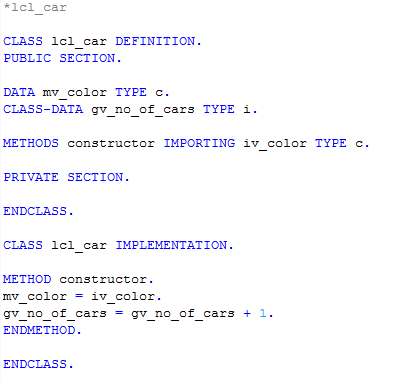 *lcl_car
CLASS lcl_car DEFINITION.
PUBLIC SECTION.
DATA mv_color TYPE c.
CLASS-DATA gv_no_of_cars TYPE i.
METHODS constructor IMPORTING iv_color TYPE c.
PRIVATE SECTION.
ENDCLASS.
CLASS lcl_car IMPLEMENTATION.
METHOD constructor.
mv_color = iv_color.
gv_no_of_cars = gv_no_of_cars + 1.
ENDMETHOD.
ENDCLASS.